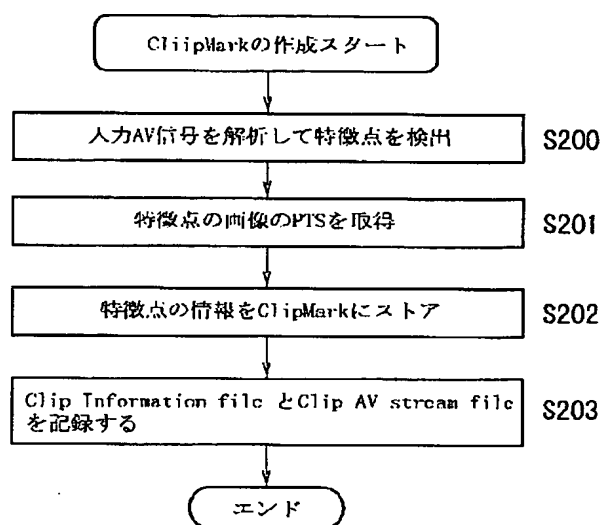 CliipMarkの作成スタート
入力AV信号を解析して特徴点を検出
S200
特徴点の画像のPTSを取得
S201
特徴点の情報をClipMarkにストア
S202
Clip Information file とClip AV stream file
を記録する
S203
エンド